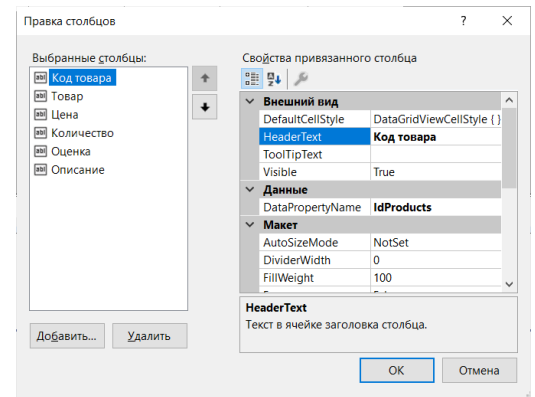 Правка столбцов
? ×
Выбранные столбцы:
Код товара
Товар
Цена
Количество
Оценка
Описание
Добавить... Удалить
Свойства привязанного столбца
Внешний вид
DefaultCellStyle DataGridViewCellStyle { }
HeaderText Код товара
ToolTipText
Visible True
Данные
DataPropertyName IdProducts
Макет
AutoSizeMode NotSet
DividerWidth 0
FillWeight 100
HeaderText
Текст в ячейке заголовка столбца.
OK Отмена